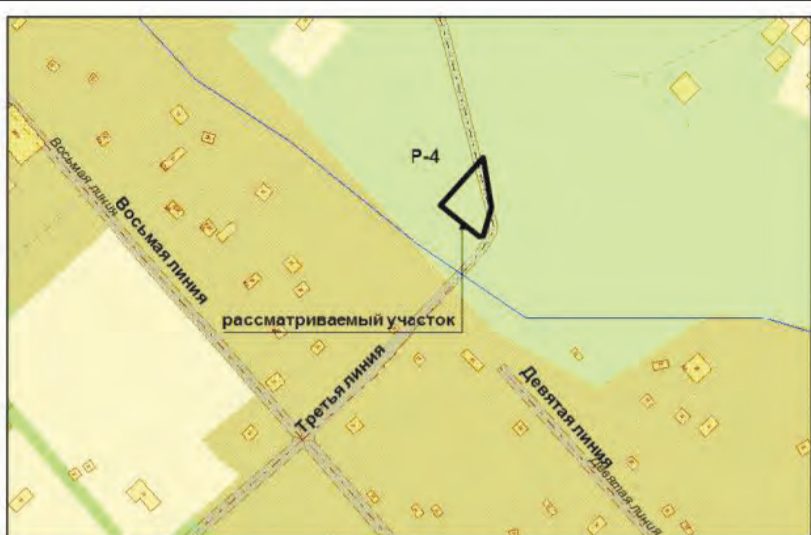 Р-4
Восьмая линия
Восьмая линия
рассматриваемый участок
Третья линия
Девятая линия
Девятая линия